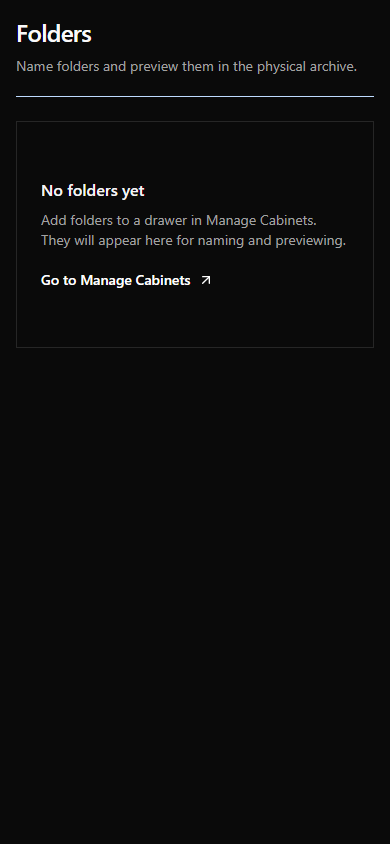 Folders
Name folders and preview them in the physical archive.
No folders yet
Add folders to a drawer in Manage Cabinets.
They will appear here for naming and previewing.
Go to Manage Cabinets